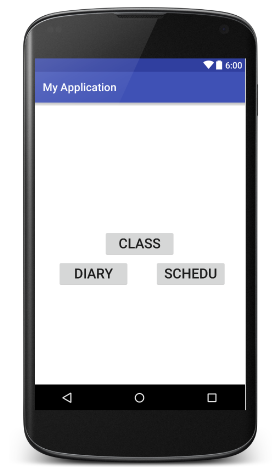 6:00
My Application
CLASS
DIARY
SCHEDU